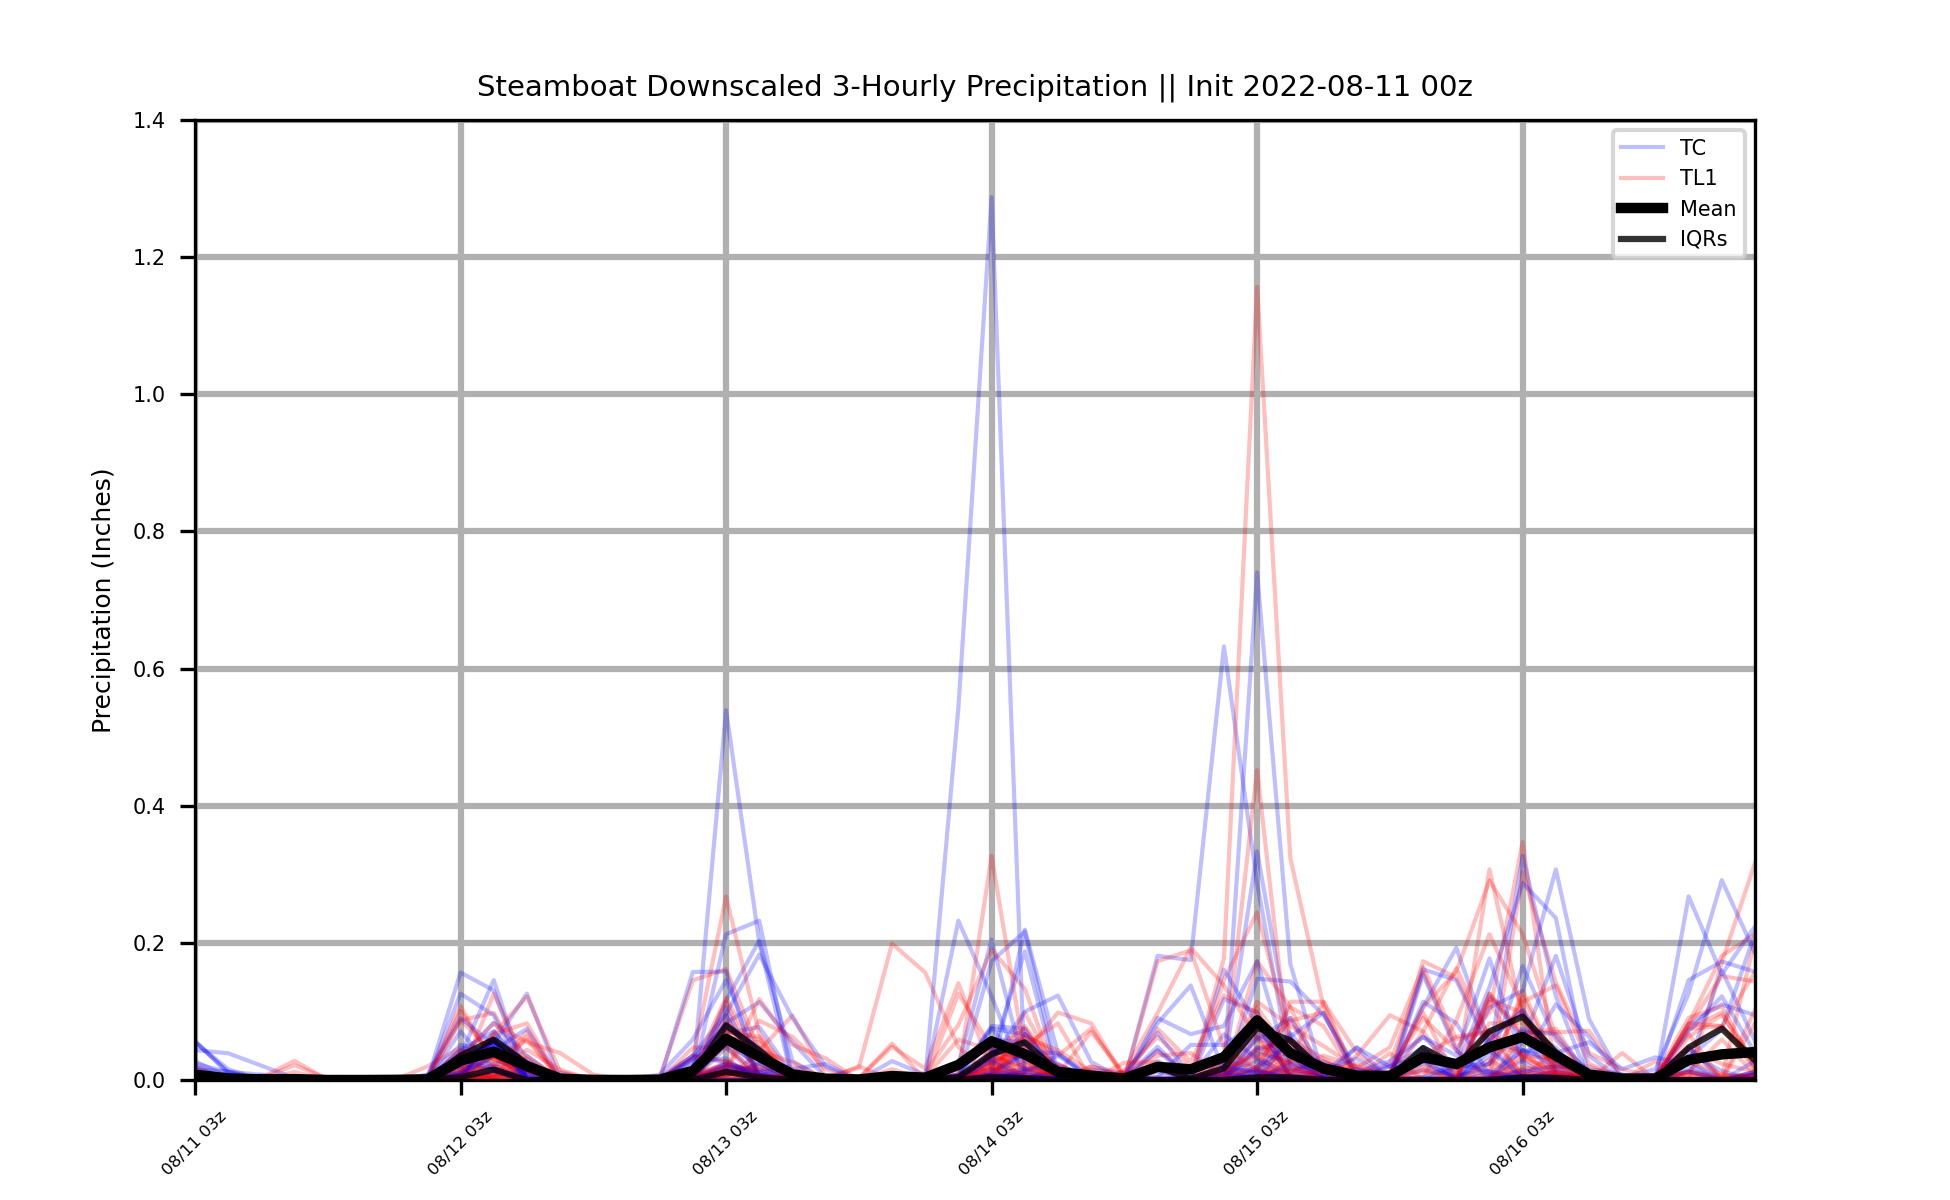 Steamboat Downscaled 3-Hourly Precipitation || Init 2022-08-11 00z
TC
TL1
Mean
IQRs
Precipitation (Inches)
1.4
1.2
1.0
0.8
0.6
0.4
0.2
0.0
08/11 03z
08/12 03z
08/13 03z
08/14 03z
08/15 03z
08/16 03z